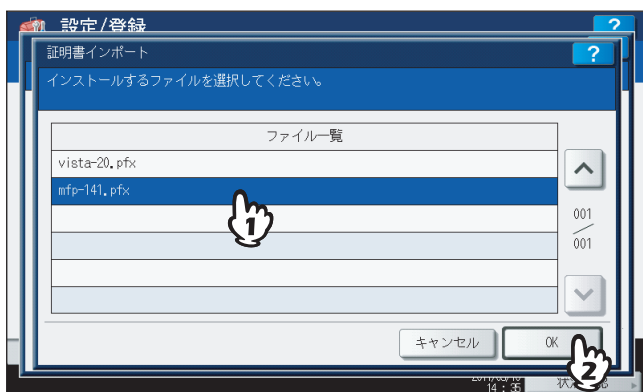 設定/登録
?
証明書インポート
?
インストールするファイルを選択してください。
ファイル一覧
vista-20.pfx
mfp-141.pfx
1
001
001
キャンセル
OK
2
14 : 35